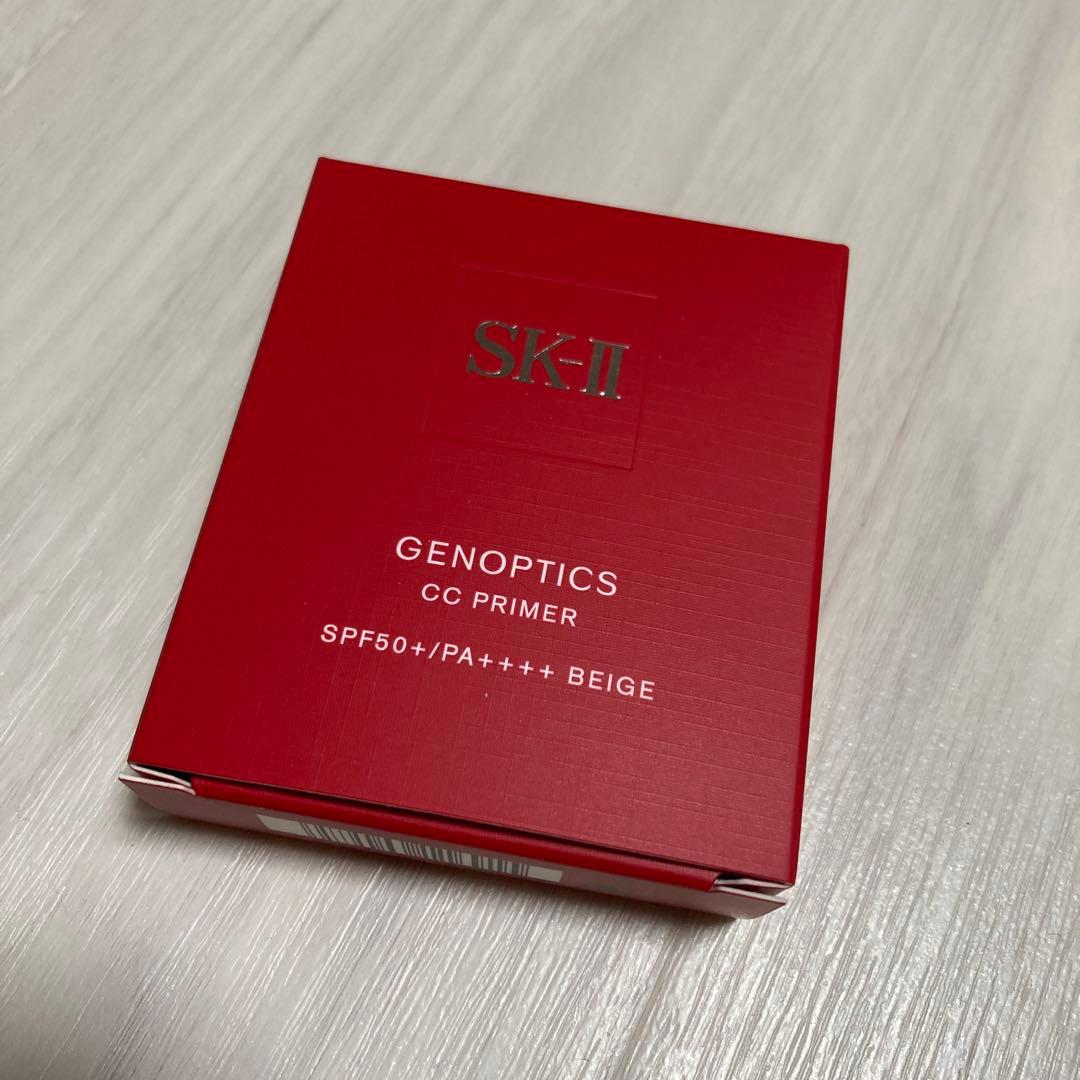 SK-II
GENOPTICS
CC PRIMER
SPF50+/PA++++ BEIGE